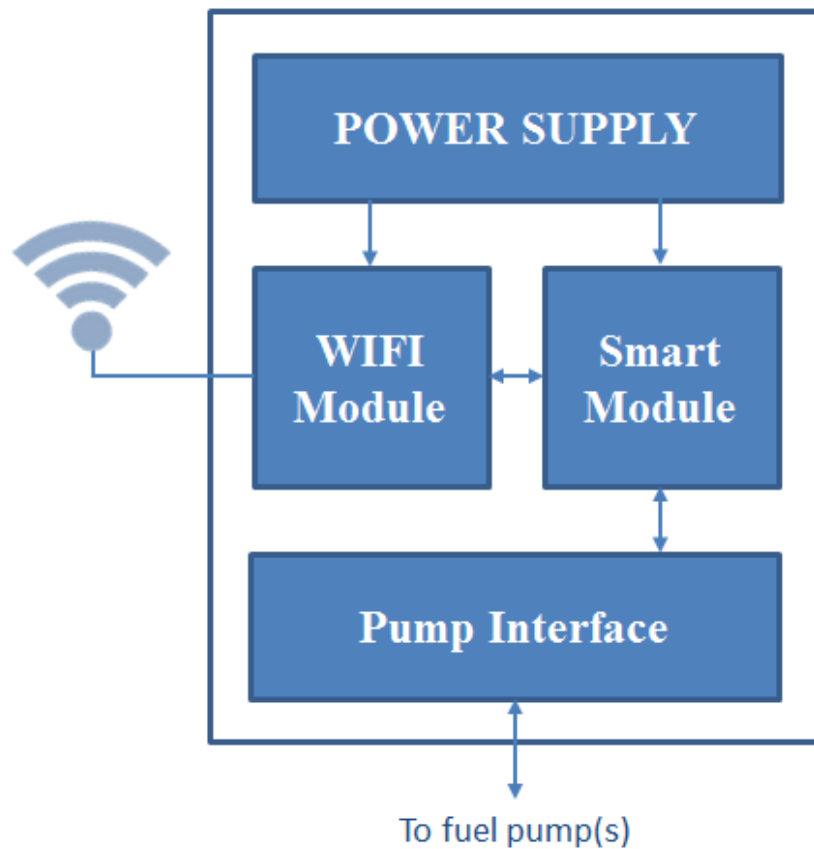 POWER SUPPLY
WIFI
Module
Smart
Module
Pump Interface
To fuel pump(s)